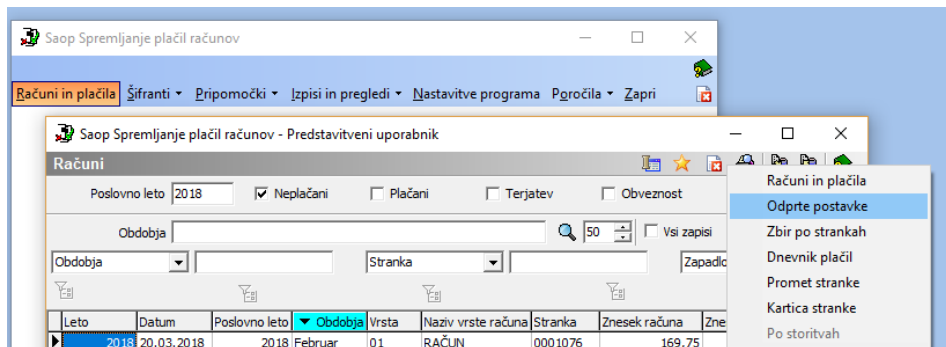 Saop Spremljanje plačil računov
Računi in plačila Šifranti Pripomočki Izpisi in pregledi Nastavitve programa Poročila Zapri
Saop Spremljanje plačil računov - Predstavitveni uporabnik
Računi
Poslovno leto 2018 Neplačani Plačani Terjatev Obveznost
Obdobja 50 Vsi zapisi
Obdobja Stranka Zapadlo
Leto Datum Poslovno leto Obdobja Vrsta Naziv vrste računa Stranka Znesek računa Zne
2018 20.03.2018 2018 Februar 01 RAČUN 0001076 169.75
Računi in plačila
Odprte postavke
Zbir po strankah
Dnevnik plačil
Promet stranke
Kartica stranke
Po storitvah